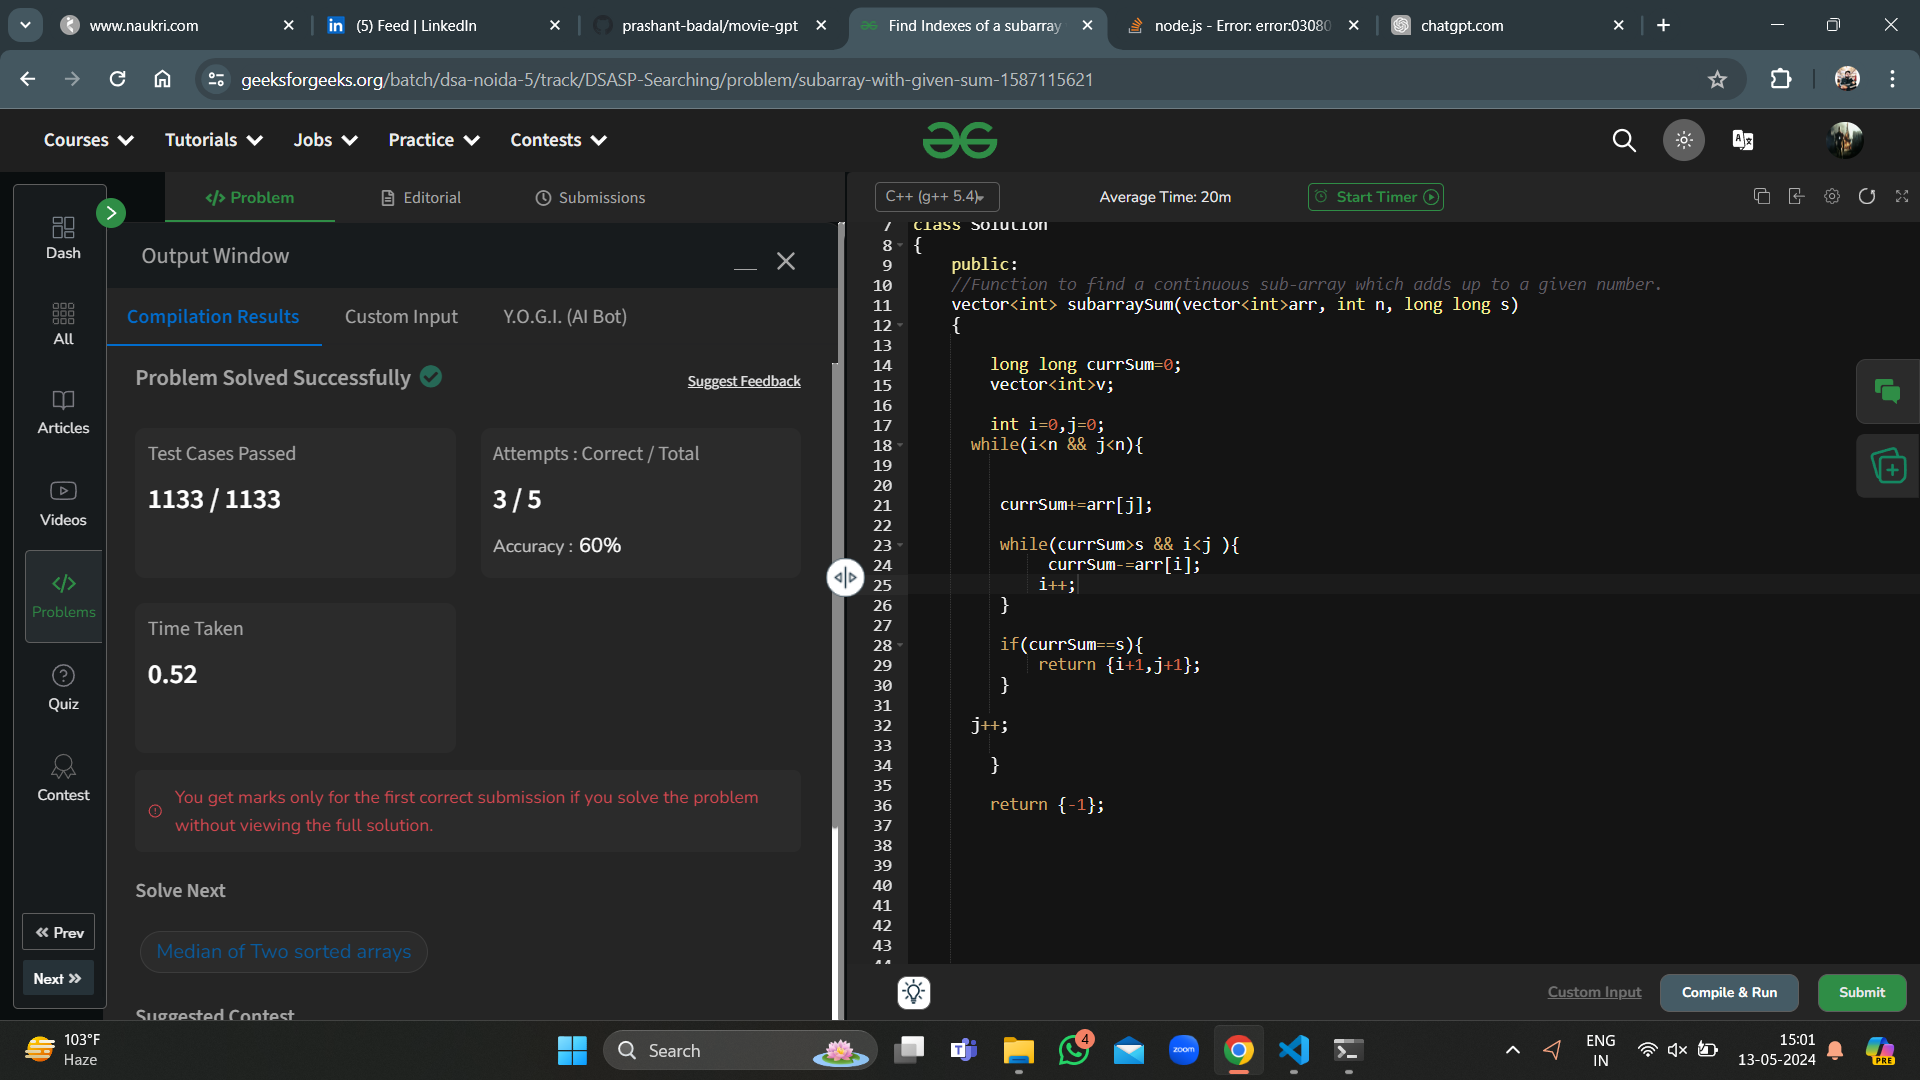 www.naukri.com
(5) Feed | LinkedIn
prashant-badal/movie-gpt
Find Indexes of a subarray
node.js - Error: error:03080
chatgpt.com
geeksforgeeks.org/batch/dsa-noida-5/track/DSASP-Searching/problem/subarray-with-given-sum-1587115621
Courses
Tutorials
Jobs
Practice
Contests
Dash
All
Articles
Videos
Problems
Quiz
Contest
Prev
Next
Problem
Editorial
Submissions
Output Window
Compilation Results
Custom Input
Y.O.G.I. (AI Bot)
Problem Solved Successfully
Suggest Feedback
Test Cases Passed
1133 / 1133
Attempts : Correct / Total
3 / 5
Accuracy : 60%
Time Taken
0.52
You get marks only for the first correct submission if you solve the problem
without viewing the full solution.
Solve Next
Median of Two sorted arrays
Suggested Contest
C++ (g++ 5.4)
Average Time: 20m
Start Timer
7 class Solution
8 {
9 public:
10 //Function to find a continuous sub-array which adds up to a given number.
11 vector<int> subarraySum(vector<int>arr, int n, long long s)
12 {
13
14 long long currSum=0;
15 vector<int>v;
16
17 int i=0,j=0;
18 while(i<n && j<n){
19
20
21 currSum+=arr[j];
22
23 while(currSum>s && i<j ){
24 currSum-=arr[i];
25 i++;
26 }
27
28 if(currSum==s){
29 return {i+1,j+1};
30 }
31
32 j++;
33
34 }
35
36 return {-1};
37
38
39
40
41
42
43
44
Custom Input
Compile & Run
Submit
103°F
Haze
Search
4
zoom
ENG
IN
15:01
13-05-2024
PRE